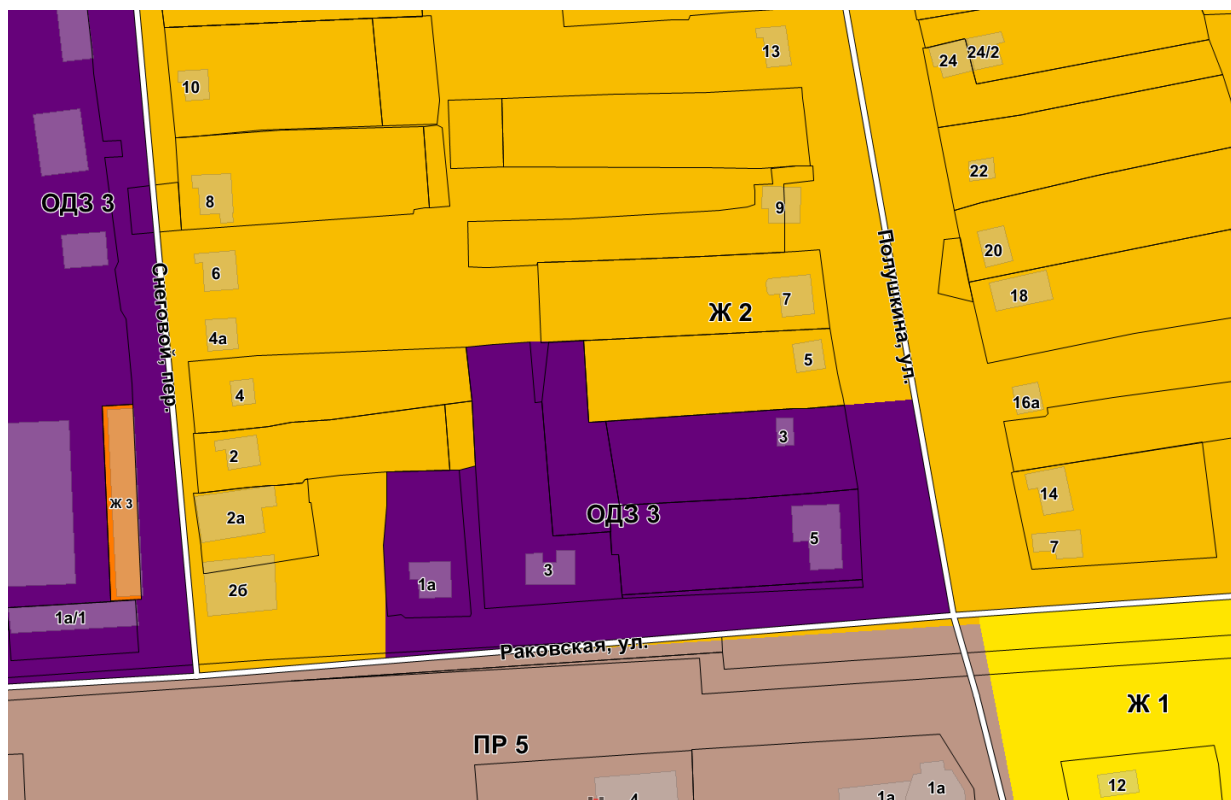 13
24
24/2
10
22
ОДЗ 3
8
9
20
6
Снеговой, пер.
Полушкина, ул.
7
18
Ж 2
4а
5
4
16а
3
2
Ж 3
14
2а
ОДЗ 3
5
7
3
1а
2б
1а/1
Раковская, ул.
Ж 1
ПР 5
12
1а
1а
4